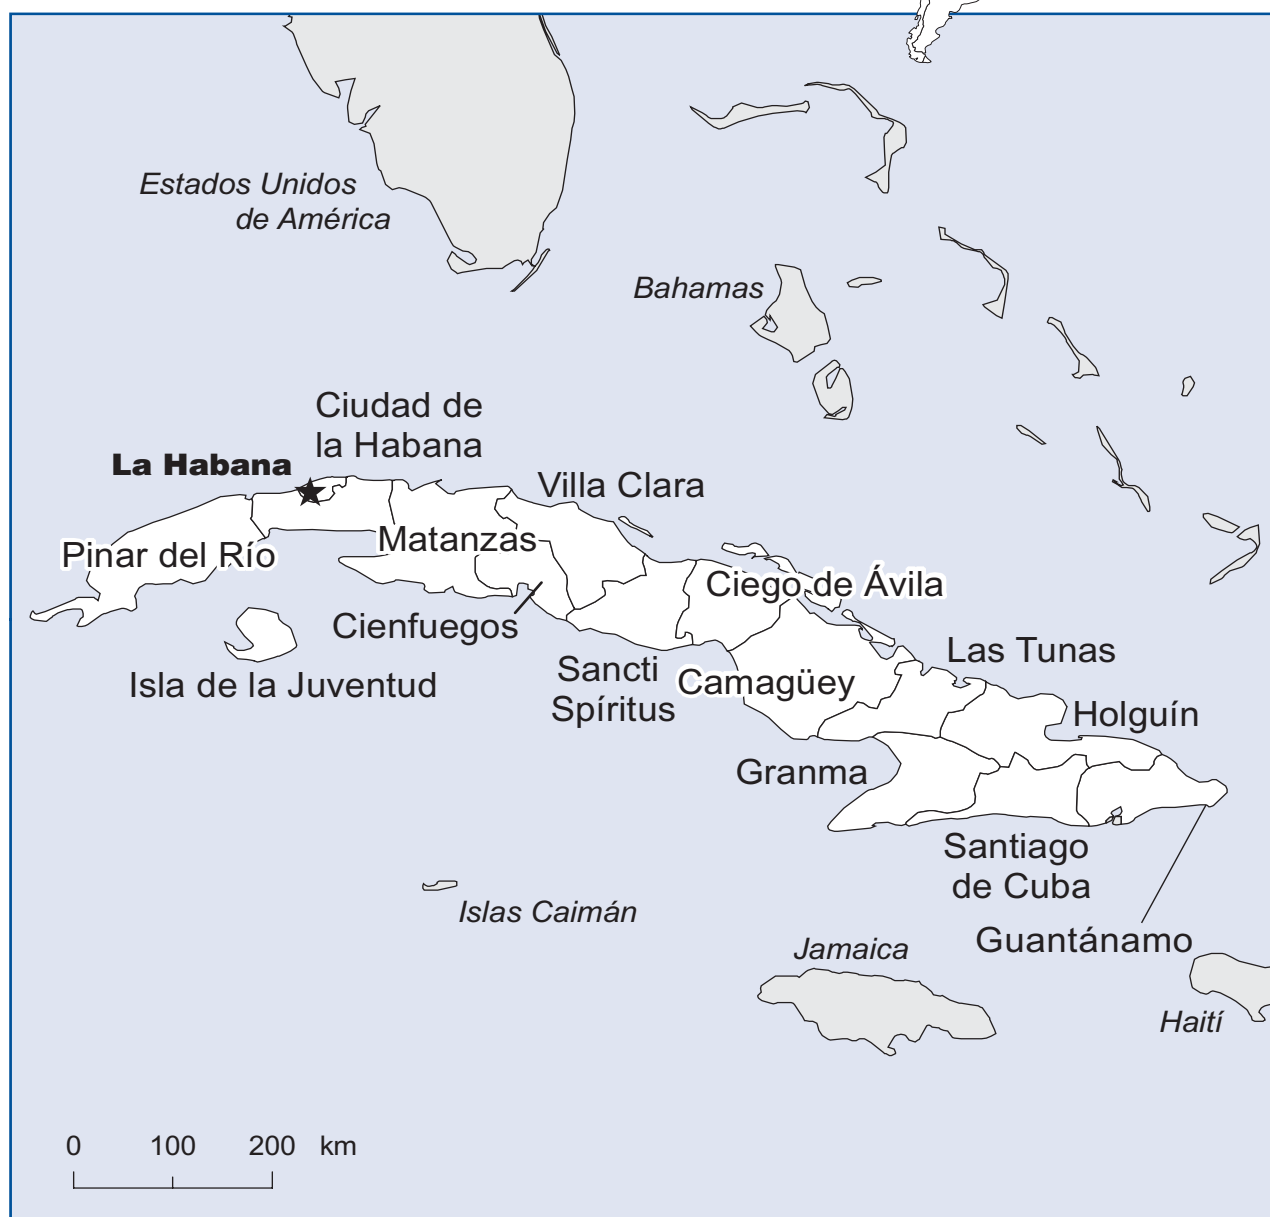 Estados Unidos
de América
Bahamas
Ciudad de
la Habana
La Habana
Villa Clara
Pinar del Río
Matanzas
Ciego de Ávila
Cienfuegos
Isla de la Juventud
Sancti
Spíritus
Camagüey
Las Tunas
Holguín
Granma
Santiago
de Cuba
Guantánamo
Islas Caimán
Jamaica
Haití
0 100 200 km